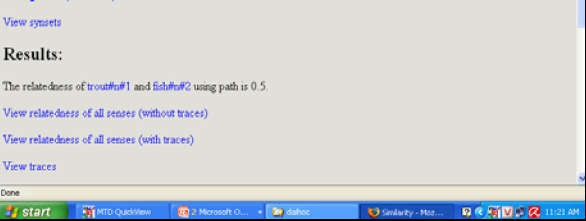 View synsets
Results:
The relatedness of trout#n#1 and fish#n#2 using path is 0.5.
View relatedness of all senses (without traces)
View relatedness of all senses (with traces)
View traces
Done
start
MTD QuickView
2 Microsoft O...
daihoc
Similarity - Moz...
11:21 AM